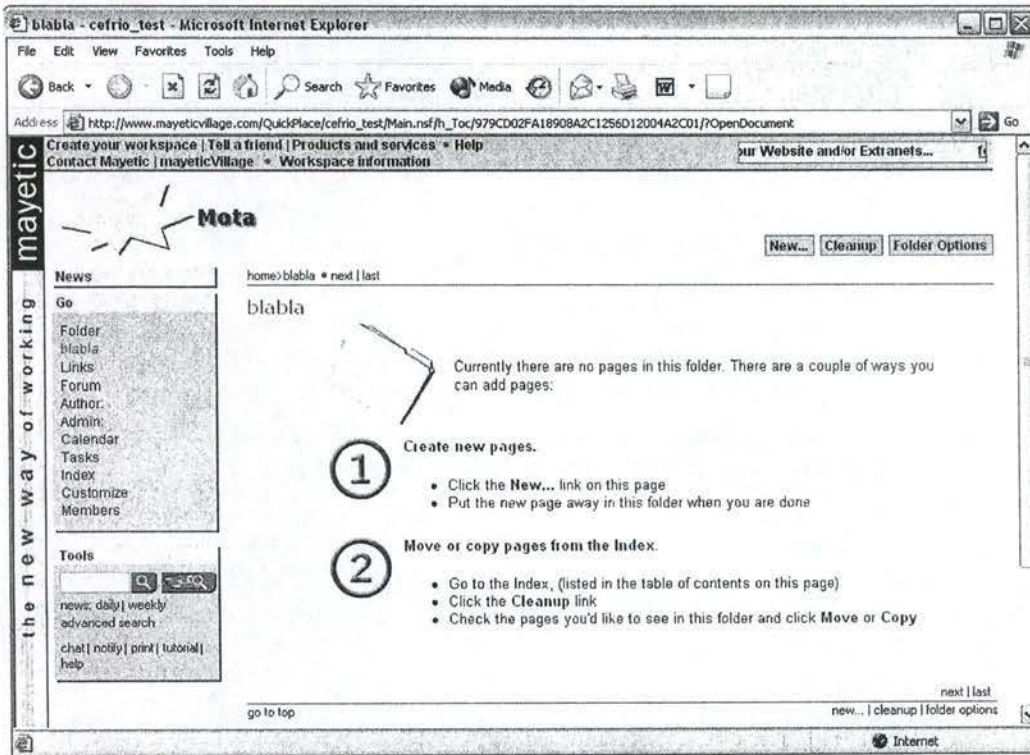 blabla - cefrio_test - Microsoft Internet Explorer
File Edit View Favorites Tools Help
Back Search Favorites Media
Address http://www.mayeticvillage.com/QuickPlace/cefrio_test/Main.nsf/h_Toc/979CD02FA18908A2C1256D12004A2C01/?OpenDocument Go
mayetic
the new way of working
Create your workspace | Tell a friend | Products and services • Help
Contact Mayetic | mayeticVillage • Workspace information
ur Website and/or Extranets...
Mota
New... Cleanup Folder Options
News
home>blabla • next | last
Go
Folder
blabla
Links
Forum
Author:
Admin:
Calendar
Tasks
Index
Customize
Members
Tools
news: daily | weekly
advanced search
chat | notify | print | tutorial |
help
blabla
Currently there are no pages in this folder. There are a couple of ways you
can add pages:
1
Create new pages.
• Click the New... link on this page
• Put the new page away in this folder when you are done
2
Move or copy pages from the Index.
• Go to the Index, (listed in the table of contents on this page)
• Click the Cleanup link
• Check the pages you'd like to see in this folder and click Move or Copy
next | last
go to top
new... | cleanup | folder options
Internet